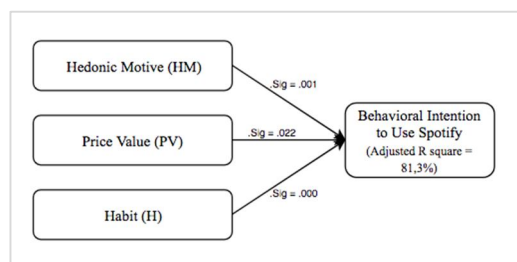 Hedonic Motive (HM)
.Sig = .001
Behavioral Intention
to Use Spotify
(Adjusted R square =
81,3%)
Price Value (PV)
.Sig = .022
.Sig = .000
Habit (H)